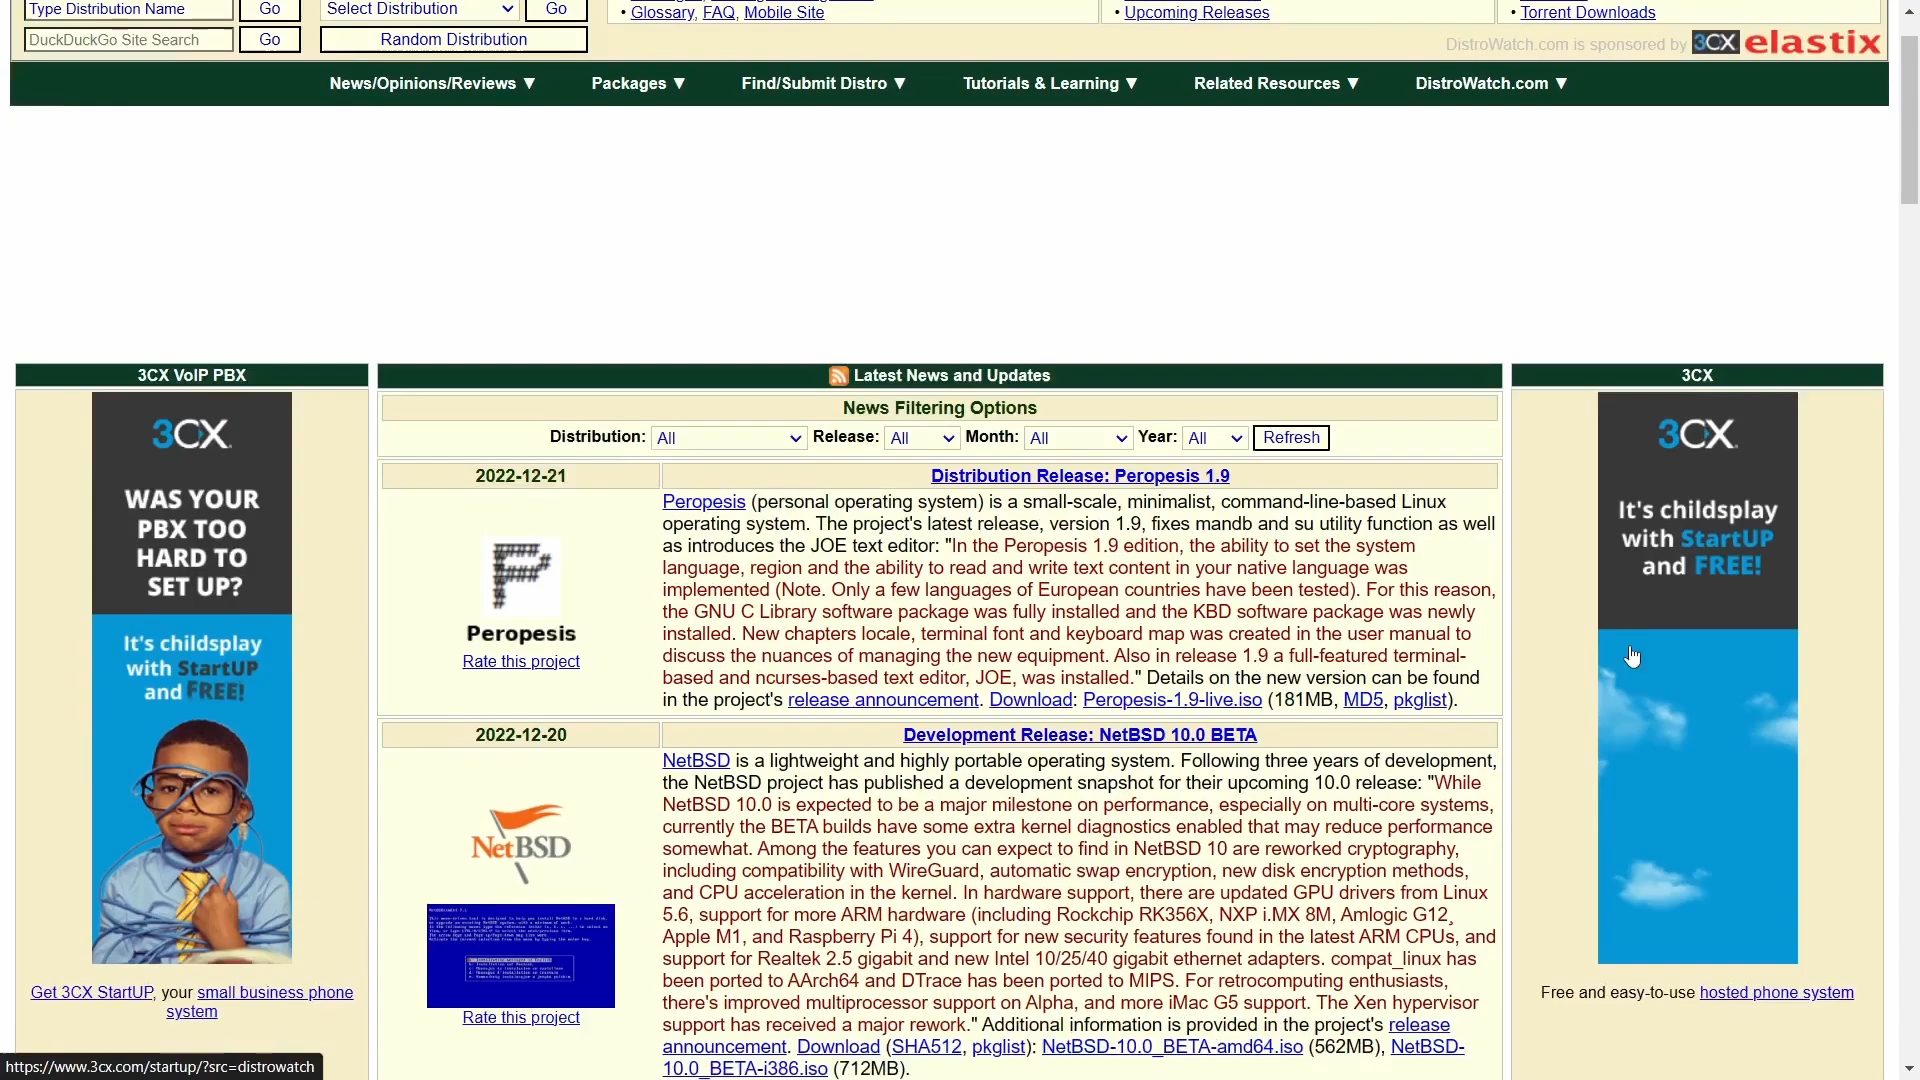 Type Distribution Name Go Select Distribution Go
• Glossary, FAQ, Mobile Site • Upcoming Releases • Torrent Downloads
DuckDuckGo Site Search Go Random Distribution
DistroWatch.com is sponsored by 3CX elastix
News/Opinions/Reviews ▼ Packages ▼ Find/Submit Distro ▼ Tutorials & Learning ▼ Related Resources ▼ DistroWatch.com ▼
3CX VoIP PBX
3CX
WAS YOUR
PBX TOO
HARD TO
SET UP?
It's childsplay
with StartUP
and FREE!
Get 3CX StartUP, your small business phone
system
Latest News and Updates
News Filtering Options
Distribution: All Release: All Month: All Year: All Refresh
2022-12-21
Distribution Release: Peropesis 1.9
Peropesis
Rate this project
Peropesis (personal operating system) is a small-scale, minimalist, command-line-based Linux
operating system. The project's latest release, version 1.9, fixes mandb and su utility function as well
as introduces the JOE text editor: "In the Peropesis 1.9 edition, the ability to set the system
language, region and the ability to read and write text content in your native language was
implemented (Note. Only a few languages of European countries have been tested). For this reason,
the GNU C Library software package was fully installed and the KBD software package was newly
installed. New chapters locale, terminal font and keyboard map was created in the user manual to
discuss the nuances of managing the new equipment. Also in release 1.9 a full-featured terminal-
based and ncurses-based text editor, JOE, was installed." Details on the new version can be found
in the project's release announcement. Download: Peropesis-1.9-live.iso (181MB, MD5, pkglist).
2022-12-20
Development Release: NetBSD 10.0 BETA
NetBSD
Rate this project
NetBSD is a lightweight and highly portable operating system. Following three years of development,
the NetBSD project has published a development snapshot for their upcoming 10.0 release: "While
NetBSD 10.0 is expected to be a major milestone on performance, especially on multi-core systems,
currently the BETA builds have some extra kernel diagnostics enabled that may reduce performance
somewhat. Among the features you can expect to find in NetBSD 10 are reworked cryptography,
including compatibility with WireGuard, automatic swap encryption, new disk encryption methods,
and CPU acceleration in the kernel. In hardware support, there are updated GPU drivers from Linux
5.6, support for more ARM hardware (including Rockchip RK356X, NXP i.MX 8M, Amlogic G12¸
Apple M1, and Raspberry Pi 4), support for new security features found in the latest ARM CPUs, and
support for Realtek 2.5 gigabit and new Intel 10/25/40 gigabit ethernet adapters. compat_linux has
been ported to AArch64 and DTrace has been ported to MIPS. For retrocomputing enthusiasts,
there's improved multiprocessor support on Alpha, and more iMac G5 support. The Xen hypervisor
support has received a major rework." Additional information is provided in the project's release
announcement. Download (SHA512, pkglist): NetBSD-10.0_BETA-amd64.iso (562MB), NetBSD-
10.0_BETA-i386.iso (712MB).
3CX
3CX
It's childsplay
with StartUP
and FREE!
Free and easy-to-use hosted phone system
https://www.3cx.com/startup/?src=distrowatch